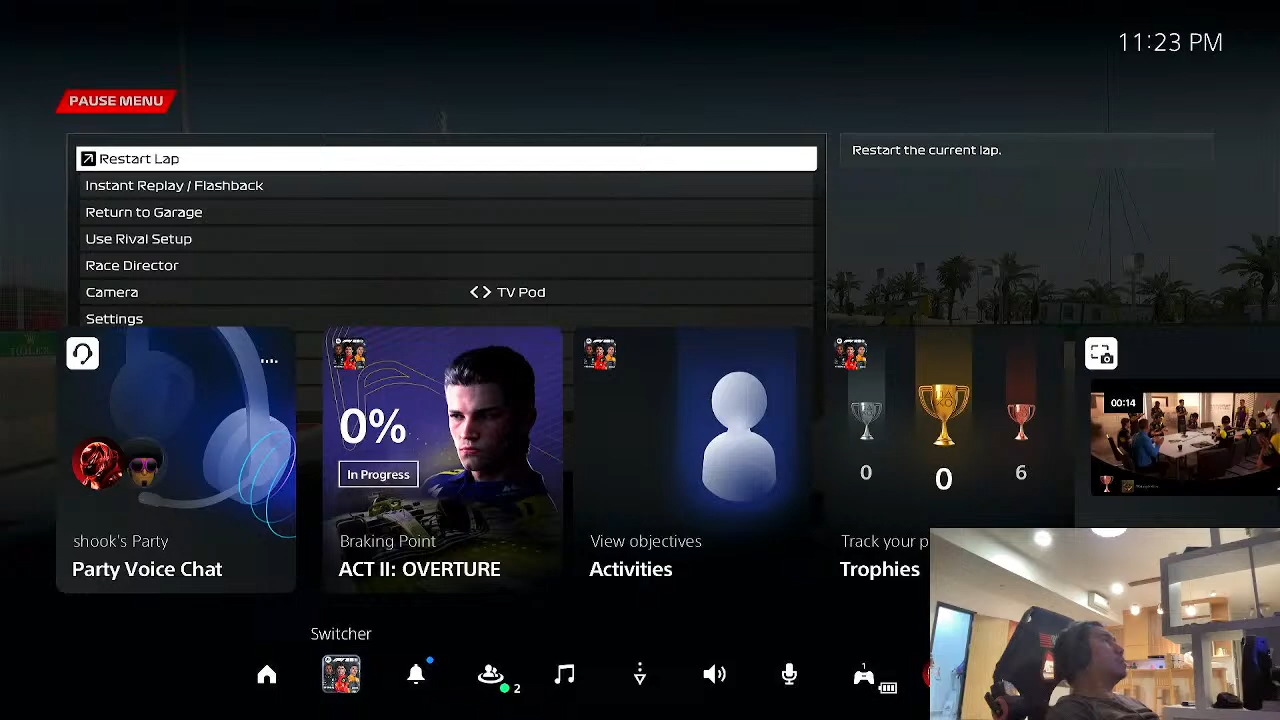 11:23 PM
PAUSE MENU
Restart Lap
Restart the current lap.
Instant Replay / Flashback
Return to Garage
Use Rival Setup
Race Director
Camera
TV Pod
Settings
ROLEX
0%
In Progress
0
0
6
00:14
shook's Party
Party Voice Chat
Braking Point
ACT II: OVERTURE
View objectives
Activities
Track your p
Trophies
Switcher
2
1